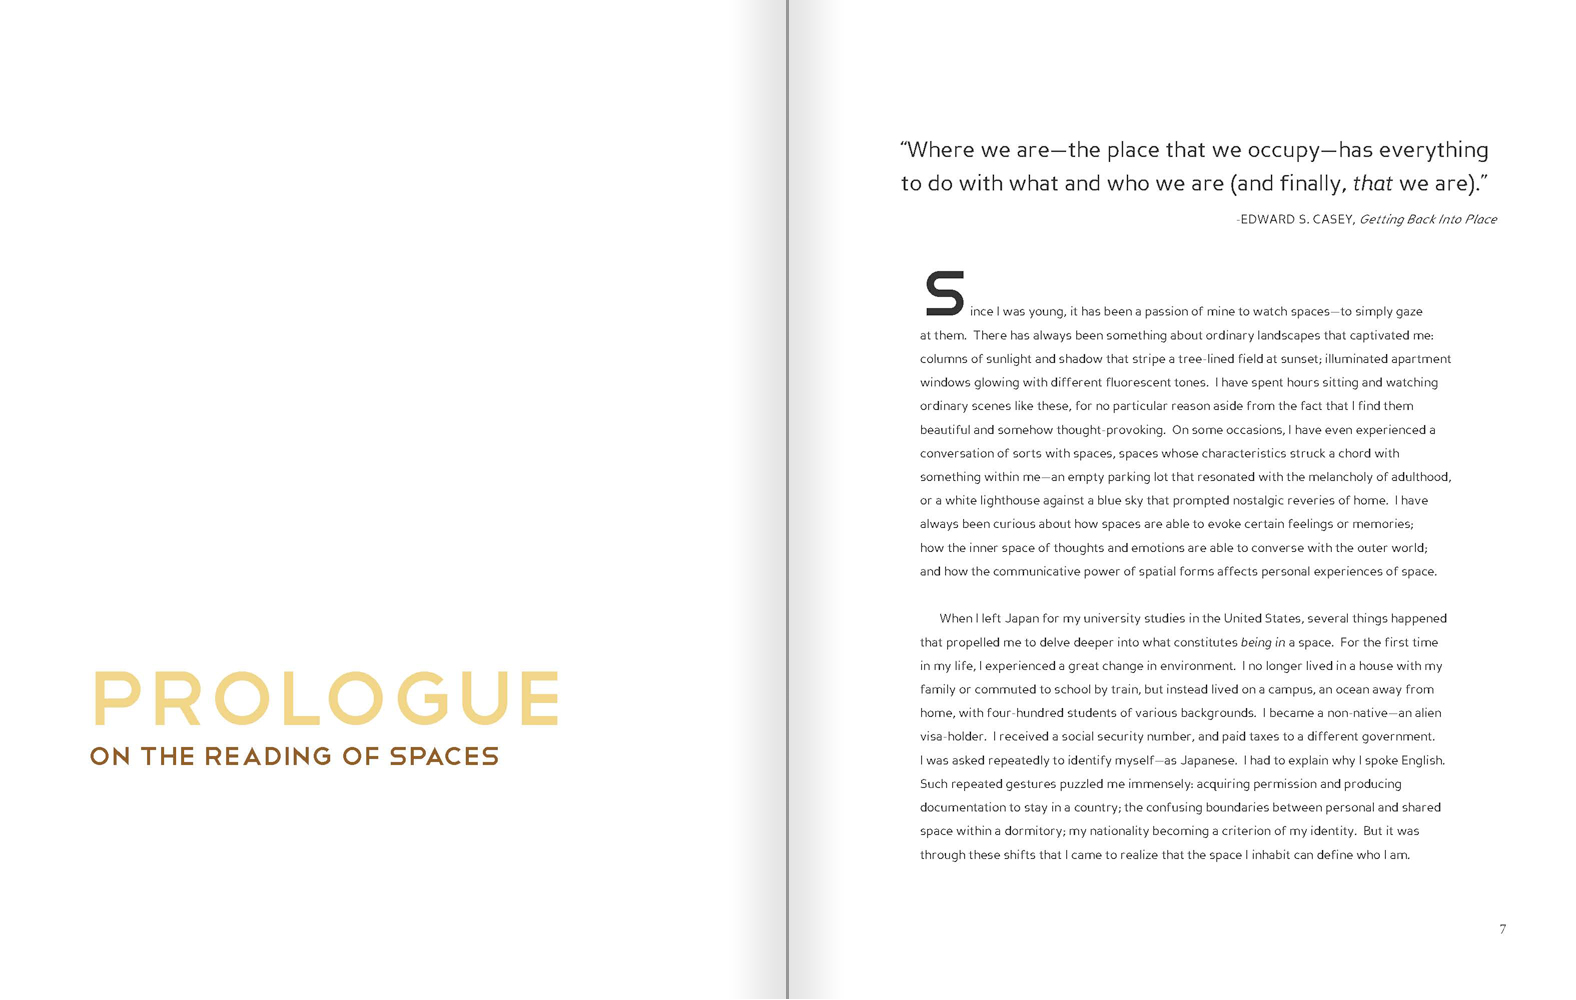 PROLOGUE
ON THE READING OF SPACES
“Where we are—the place that we occupy—has everything
to do with what and who we are (and finally, that we are).”
-EDWARD S. CASEY, Getting Back Into Place
Since I was young, it has been a passion of mine to watch spaces—to simply gaze
at them.  There has always been something about ordinary landscapes that captivated me:
columns of sunlight and shadow that stripe a tree-lined field at sunset; illuminated apartment
windows glowing with different fluorescent tones.  I have spent hours sitting and watching
ordinary scenes like these, for no particular reason aside from the fact that I find them
beautiful and somehow thought-provoking.  On some occasions, I have even experienced a
conversation of sorts with spaces, spaces whose characteristics struck a chord with
something within me—an empty parking lot that resonated with the melancholy of adulthood,
or a white lighthouse against a blue sky that prompted nostalgic reveries of home.  I have
always been curious about how spaces are able to evoke certain feelings or memories;
how the inner space of thoughts and emotions are able to converse with the outer world;
and how the communicative power of spatial forms affects personal experiences of space.
When I left Japan for my university studies in the United States, several things happened
that propelled me to delve deeper into what constitutes being in a space.  For the first time
in my life, I experienced a great change in environment.  I no longer lived in a house with my
family or commuted to school by train, but instead lived on a campus, an ocean away from
home, with four-hundred students of various backgrounds.  I became a non-native—an alien
visa-holder.  I received a social security number, and paid taxes to a different government.
I was asked repeatedly to identify myself—as Japanese.  I had to explain why I spoke English.
Such repeated gestures puzzled me immensely: acquiring permission and producing
documentation to stay in a country; the confusing boundaries between personal and shared
space within a dormitory; my nationality becoming a criterion of my identity.  But it was
through these shifts that I came to realize that the space I inhabit can define who I am.
7